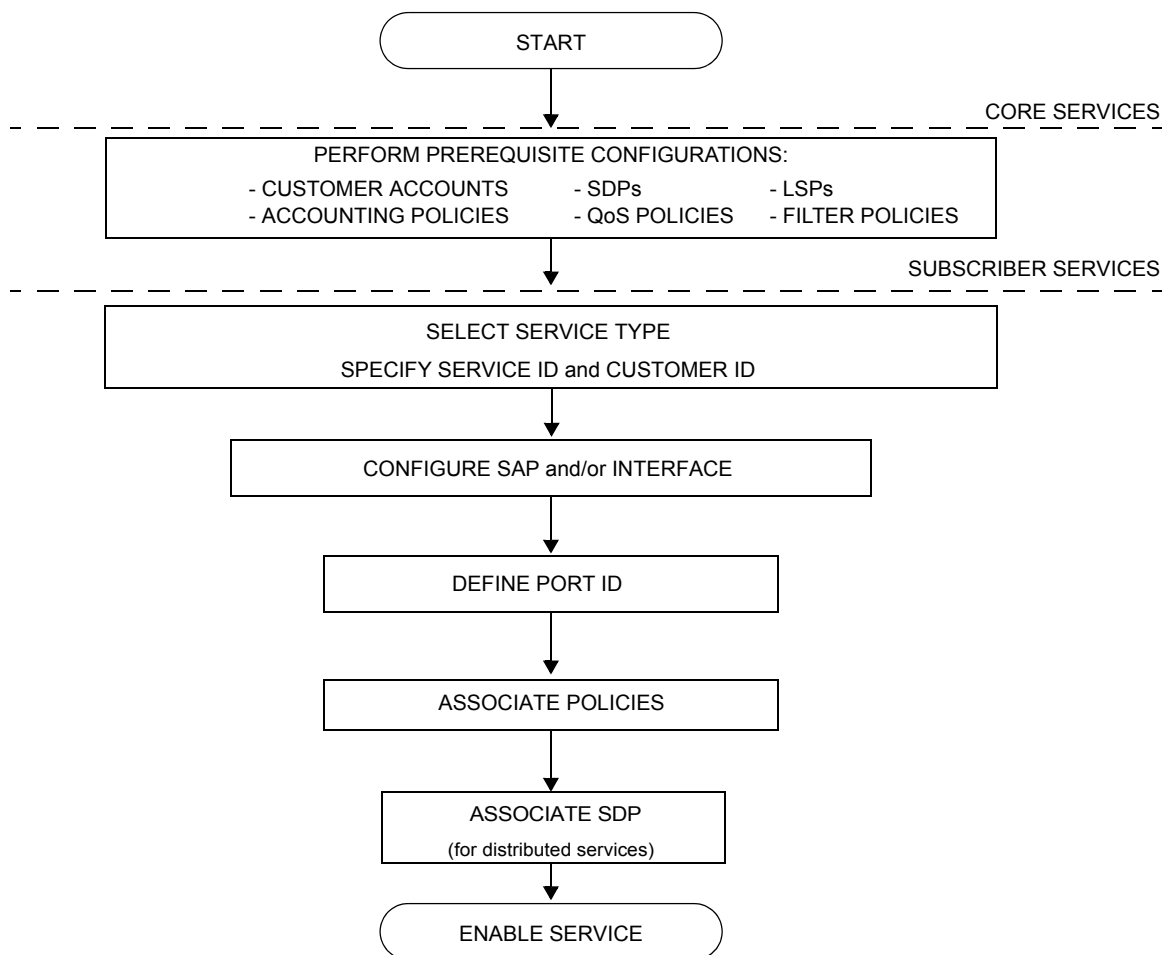 START
CORE SERVICES
PERFORM PREREQUISITE CONFIGURATIONS:
- CUSTOMER ACCOUNTS - SDPs - LSPs
- ACCOUNTING POLICIES - QoS POLICIES - FILTER POLICIES
SUBSCRIBER SERVICES
SELECT SERVICE TYPE
SPECIFY SERVICE ID and CUSTOMER ID
CONFIGURE SAP and/or INTERFACE
DEFINE PORT ID
ASSOCIATE POLICIES
ASSOCIATE SDP
(for distributed services)
ENABLE SERVICE